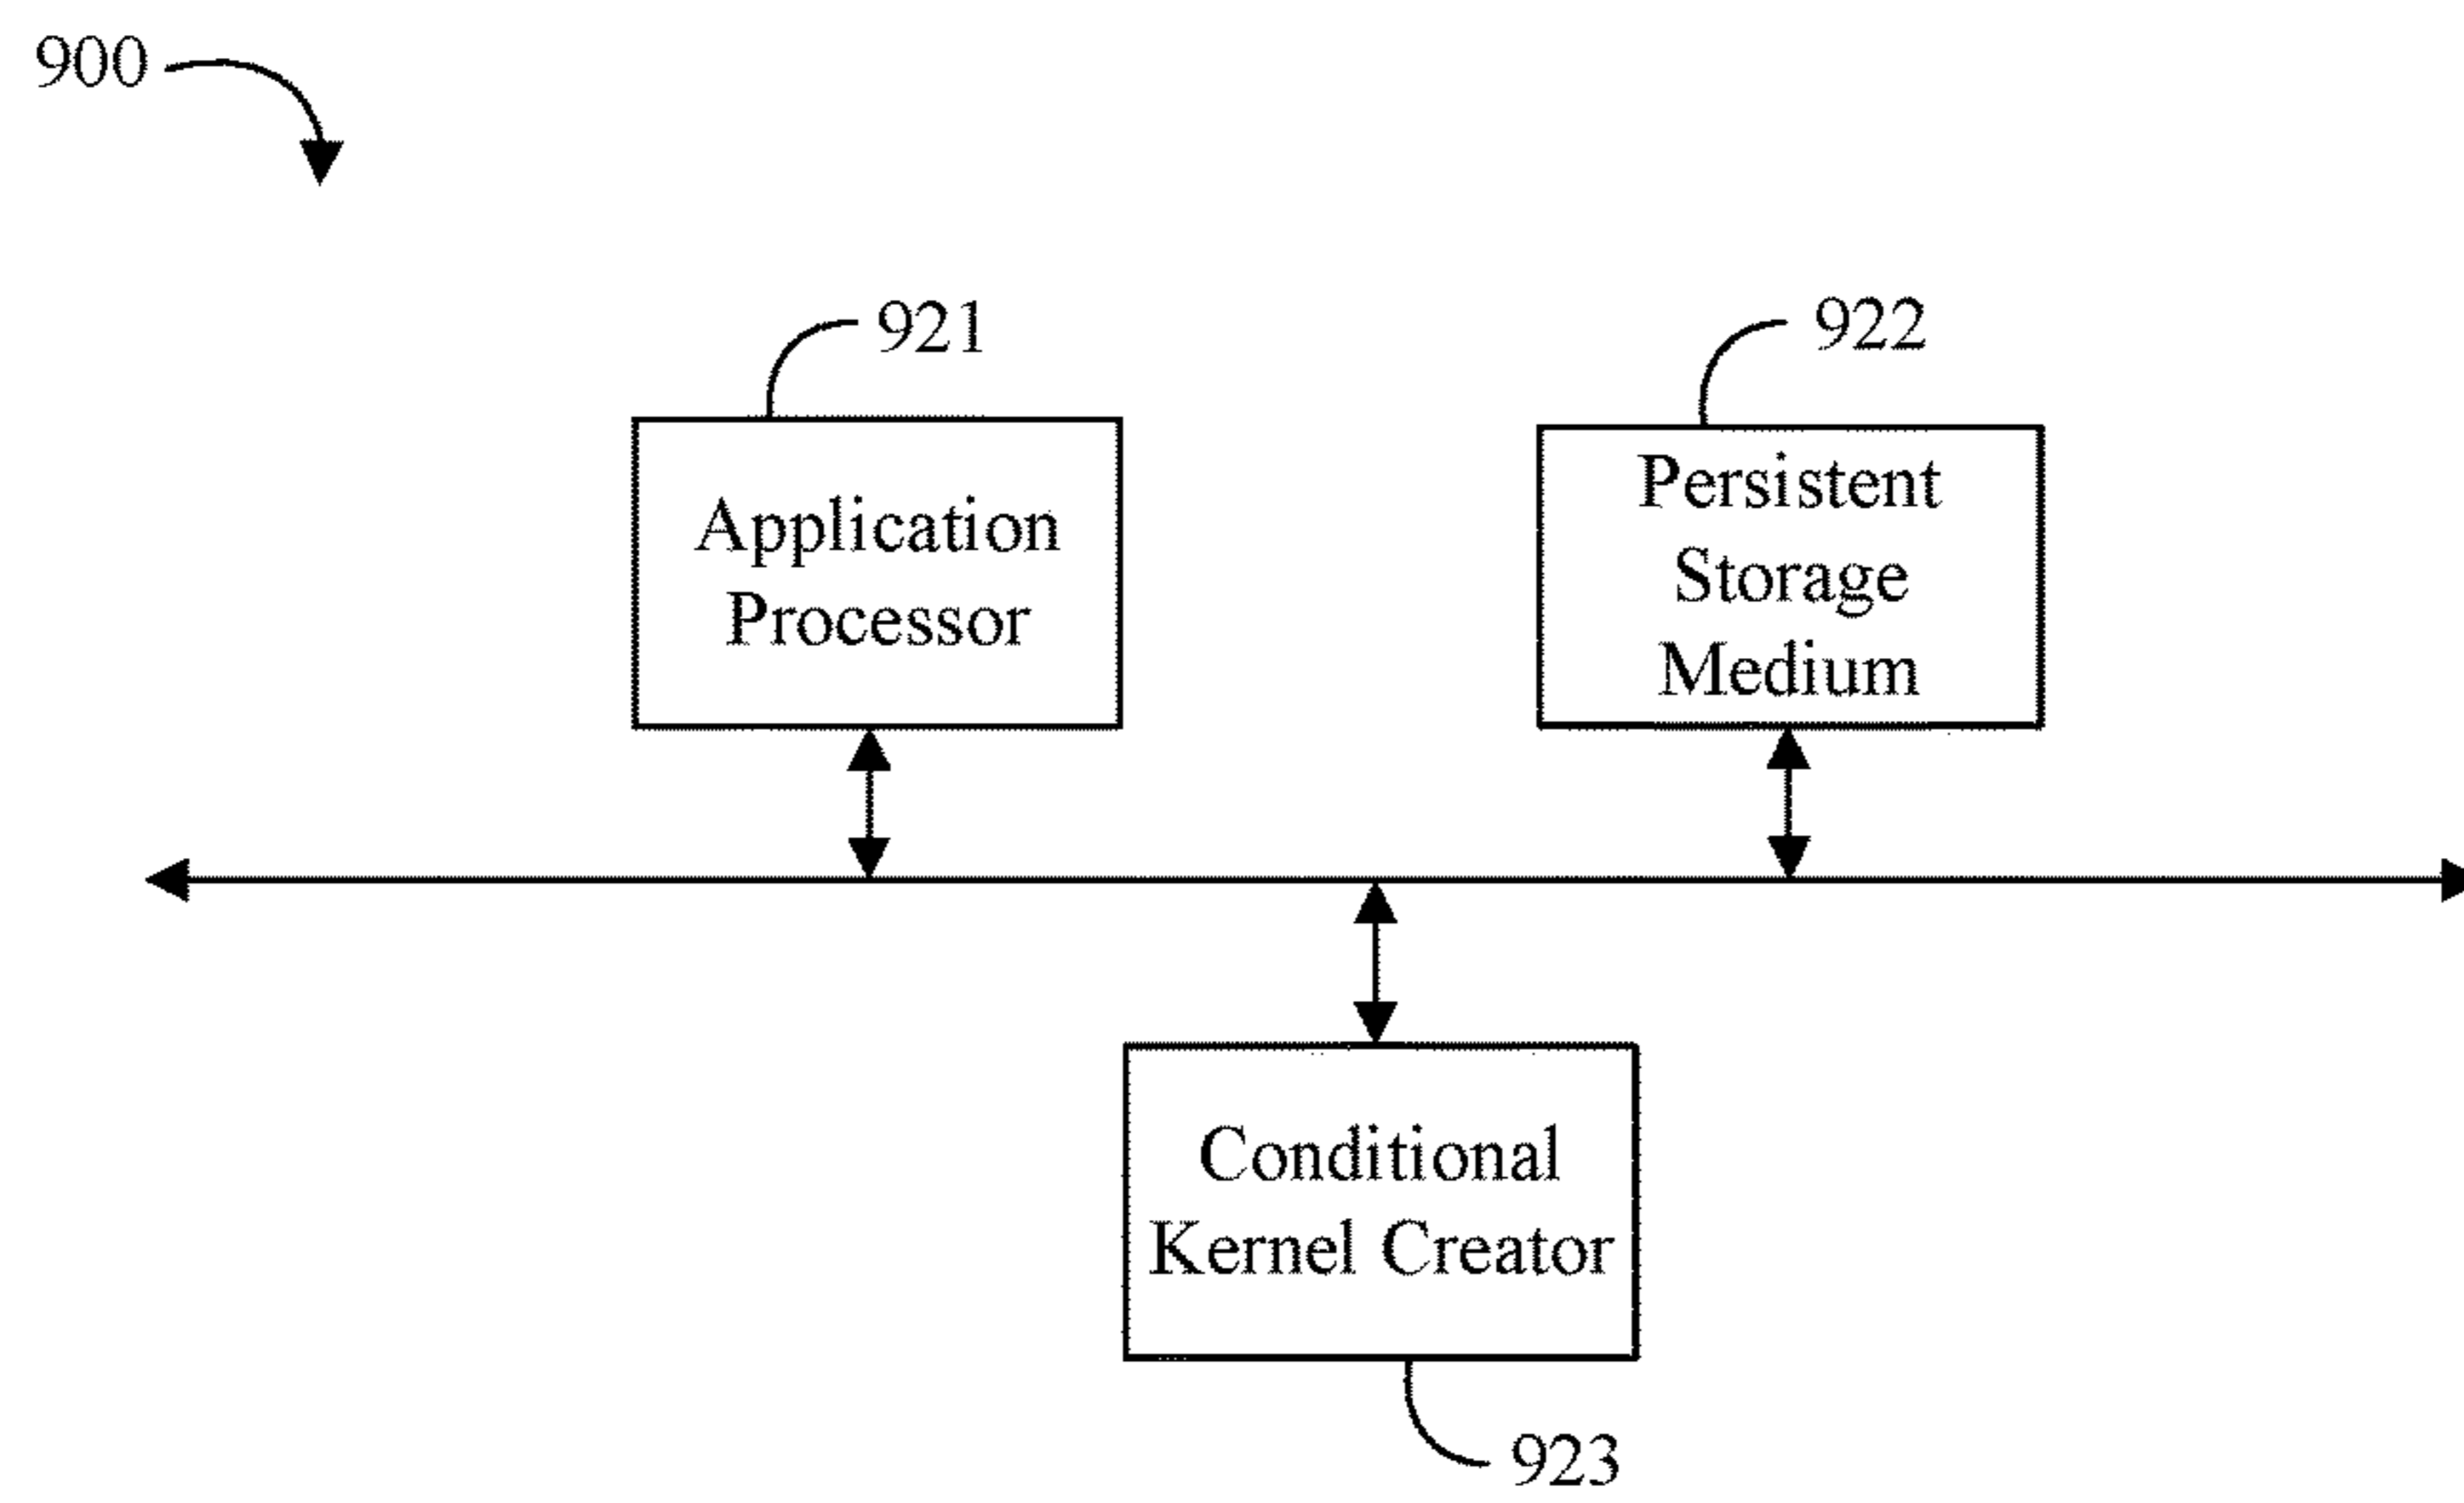 900
921
922
Application
Processor
Persistent
Storage
Medium
Conditional
Kernel Creator
923